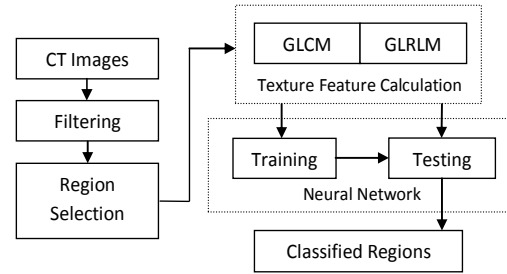 CT Images
Filtering
Region
Selection
GLCM GLRLM
Texture Feature Calculation
Training Testing
Neural Network
Classified Regions